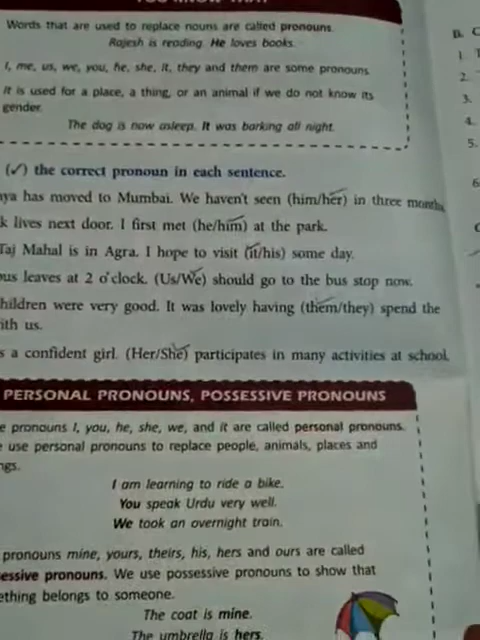 Words that are used to replace nouns are called pronouns.
Rajesh is reading. He loves books.
I, me, us, we, you, he, she, it, they and them are some pronouns.
It is used for a place, a thing, or an animal if we do not know its
gender.
The dog is now asleep. It was barking all night.
B. C
1. T
2.
3.
4.
5.
6
(✓) the correct pronoun in each sentence.
ya has moved to Mumbai. We haven't seen (him/her) in three months.
k lives next door. I first met (he/him) at the park.
Taj Mahal is in Agra. I hope to visit (it/his) some day.
ous leaves at 2 o'clock. (Us/We) should go to the bus stop now.
hildren were very good. It was lovely having (them/they) spend the
ith us.
s a confident girl. (Her/She) participates in many activities at school.
PERSONAL PRONOUNS, POSSESSIVE PRONOUNS
e pronouns I, you, he, she, we, and it are called personal pronouns.
e use personal pronouns to replace people, animals, places and
ngs.
I am learning to ride a bike.
You speak Urdu very well.
We took an overnight train.
pronouns mine, yours, theirs, his, hers and ours are called
essive pronouns. We use possessive pronouns to show that
ething belongs to someone.
The coat is mine.
The umbrella is hers.